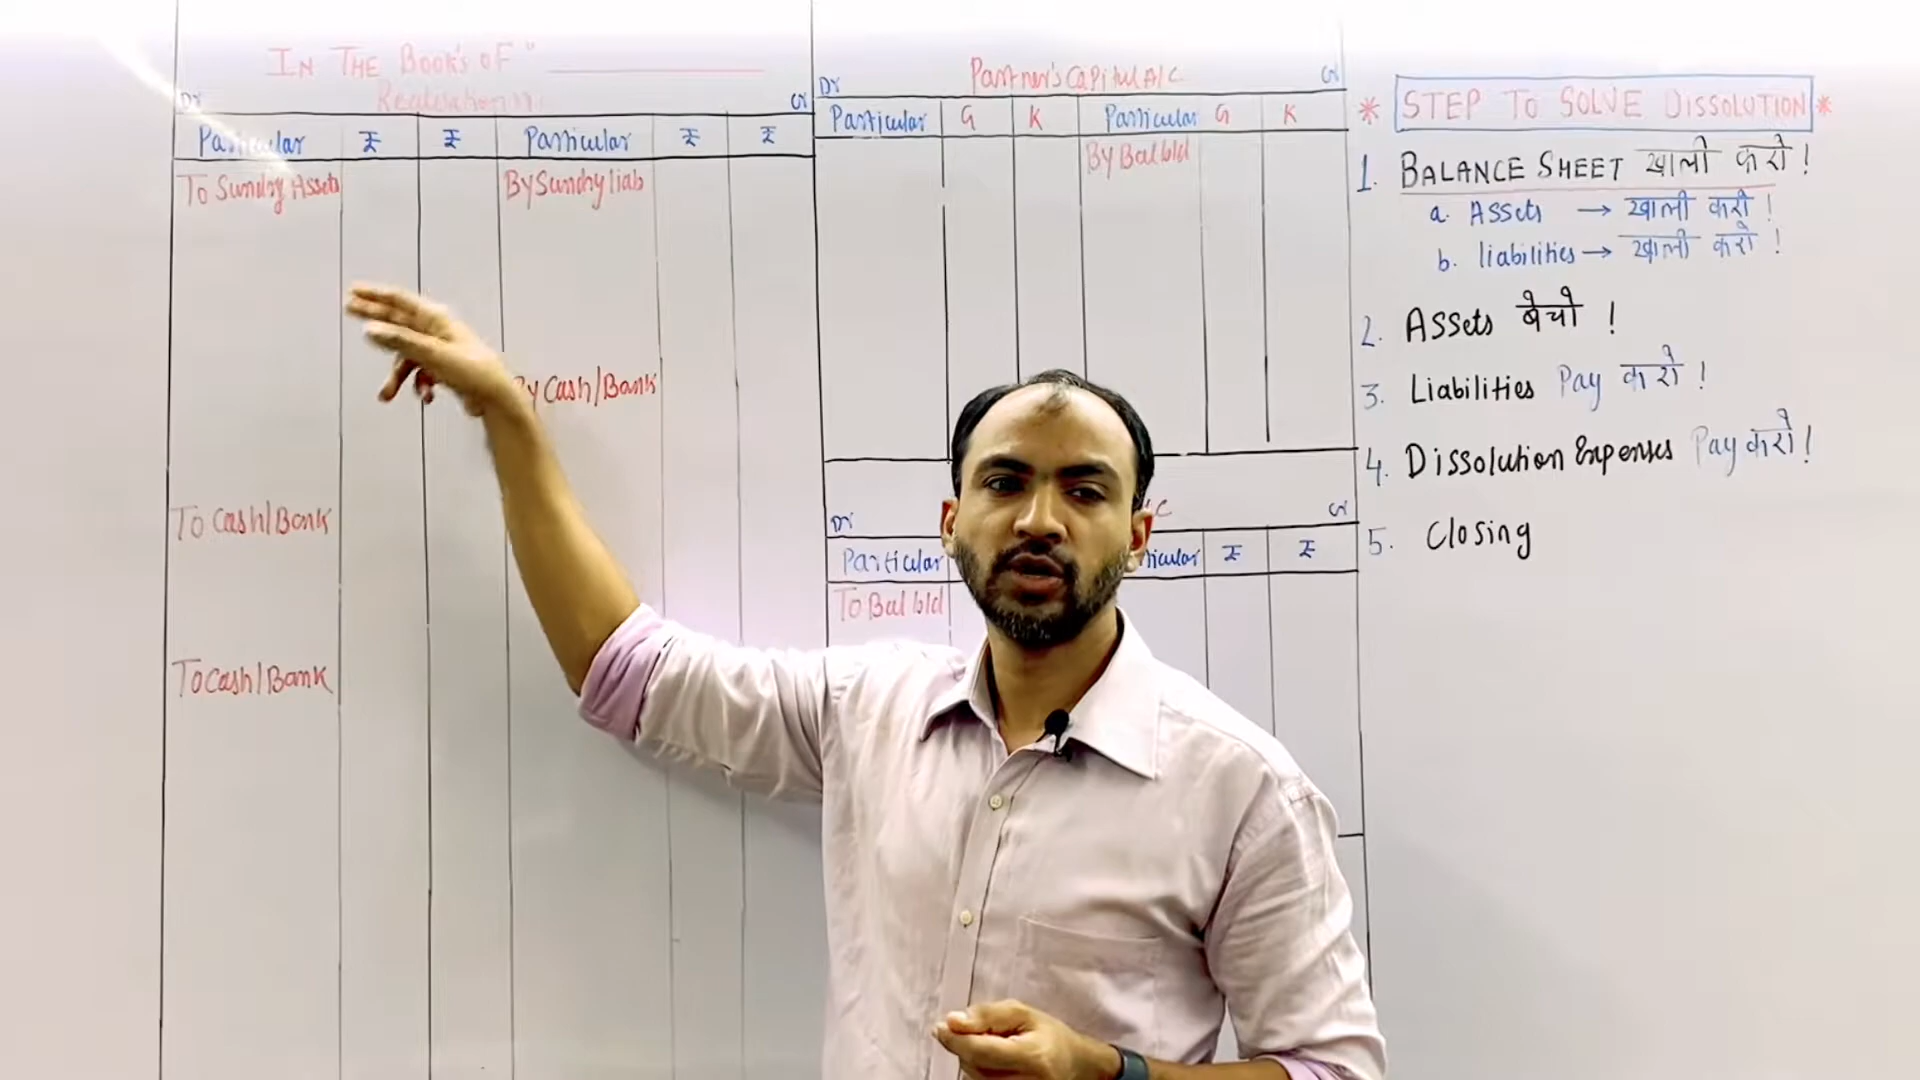 IN THE BOOK'S OF "
Dr Cr
Particular ₹ ₹ Particular ₹ ₹
To Sundry Assets By Sundry liab
By Cash/Bank
To Cash/Bank
To Cash/Bank
Partner's Capital A/C
Dr Cr
Particular G K Particular G K
By Bal b/d
Dr Cr
Particular ₹ ₹
To Bal b/d
* STEP TO SOLVE DISSOLUTION *
1. BALANCE SHEET खाली करो !
a. Assets → खाली करो !
b. liabilities → खाली करो !
2. Assets बेचो !
3. Liabilities Pay करो !
4. Dissolution Expenses Pay करो !
5. Closing